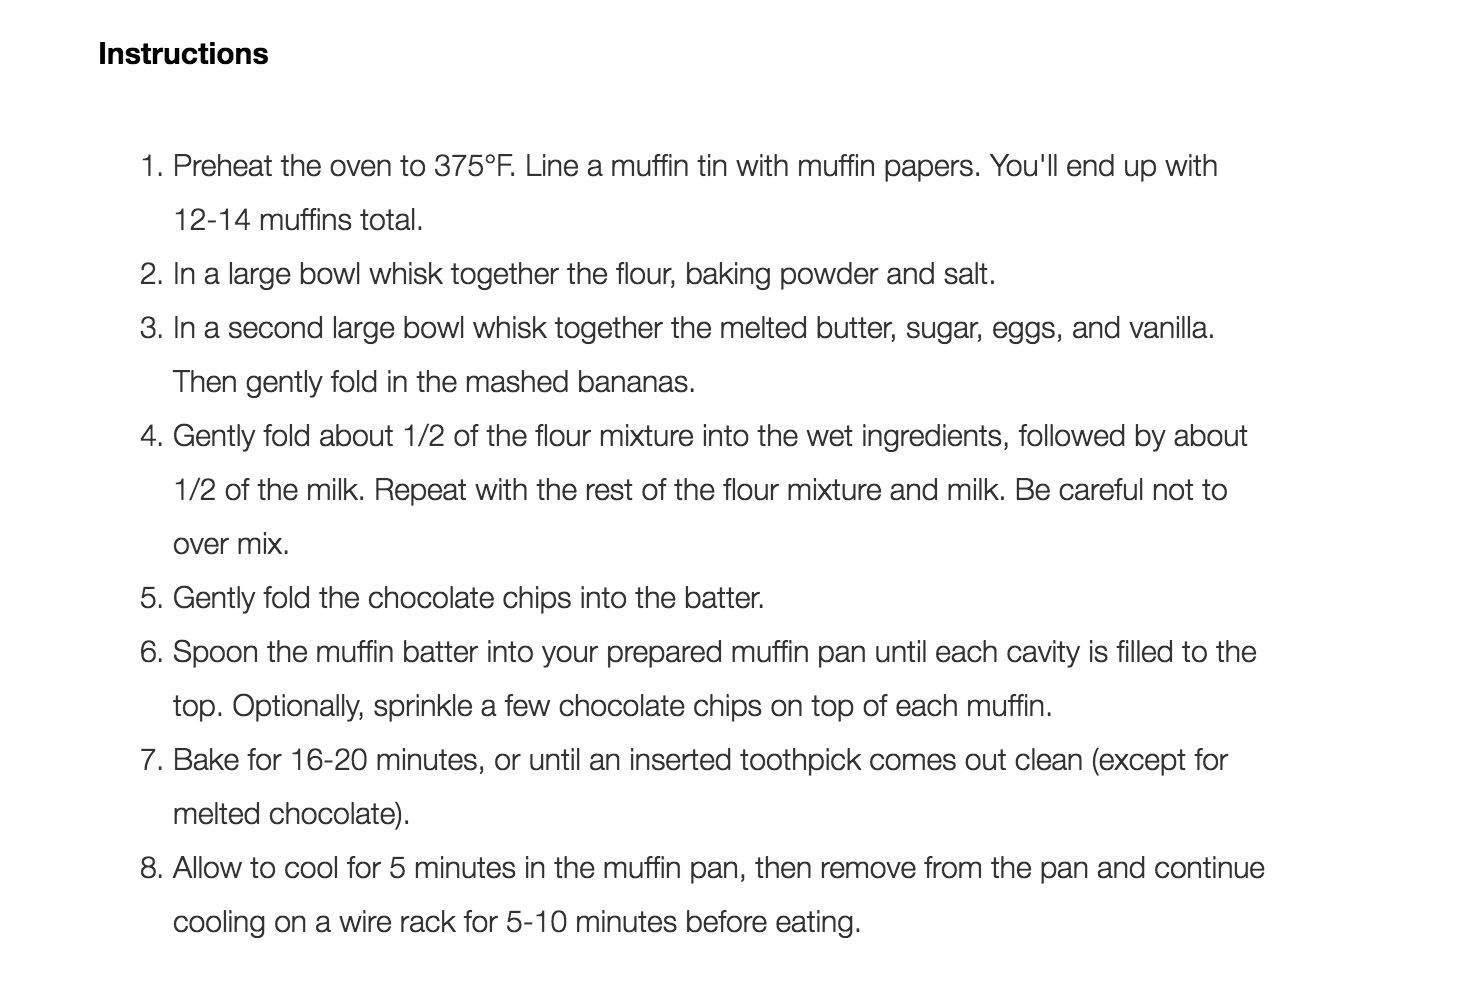 Instructions
1. Preheat the oven to 375°F. Line a muffin tin with muffin papers. You'll end up with
12-14 muffins total.
2. In a large bowl whisk together the flour, baking powder and salt.
3. In a second large bowl whisk together the melted butter, sugar, eggs, and vanilla.
Then gently fold in the mashed bananas.
4. Gently fold about 1/2 of the flour mixture into the wet ingredients, followed by about
1/2 of the milk. Repeat with the rest of the flour mixture and milk. Be careful not to
over mix.
5. Gently fold the chocolate chips into the batter.
6. Spoon the muffin batter into your prepared muffin pan until each cavity is filled to the
top. Optionally, sprinkle a few chocolate chips on top of each muffin.
7. Bake for 16-20 minutes, or until an inserted toothpick comes out clean (except for
melted chocolate).
8. Allow to cool for 5 minutes in the muffin pan, then remove from the pan and continue
cooling on a wire rack for 5-10 minutes before eating.